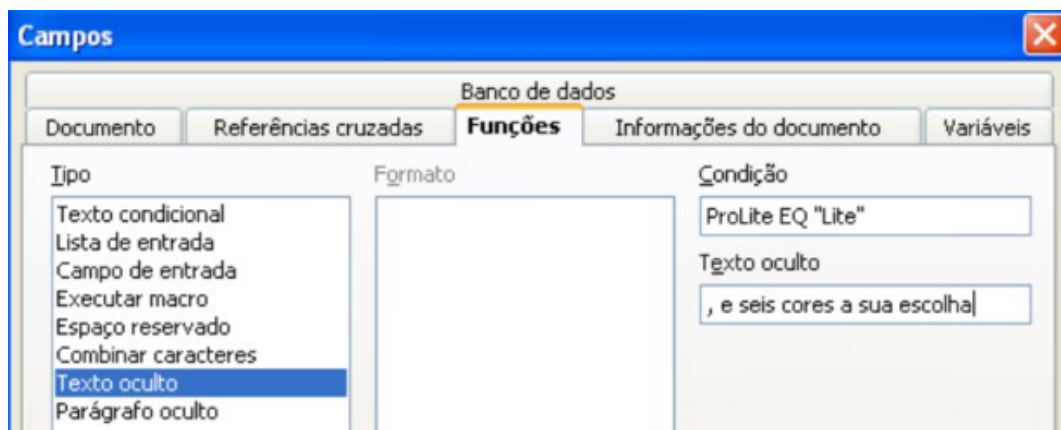 Campos
Banco de dados
Documento Referências cruzadas Funções Informações do documento Variáveis
Tipo Formato Condição
Texto condicional
Lista de entrada
Campo de entrada
Executar macro
Espaço reservado
Combinar caracteres
Texto oculto
Parágrafo oculto
ProLite EQ "Lite"
Texto oculto
, e seis cores a sua escolha